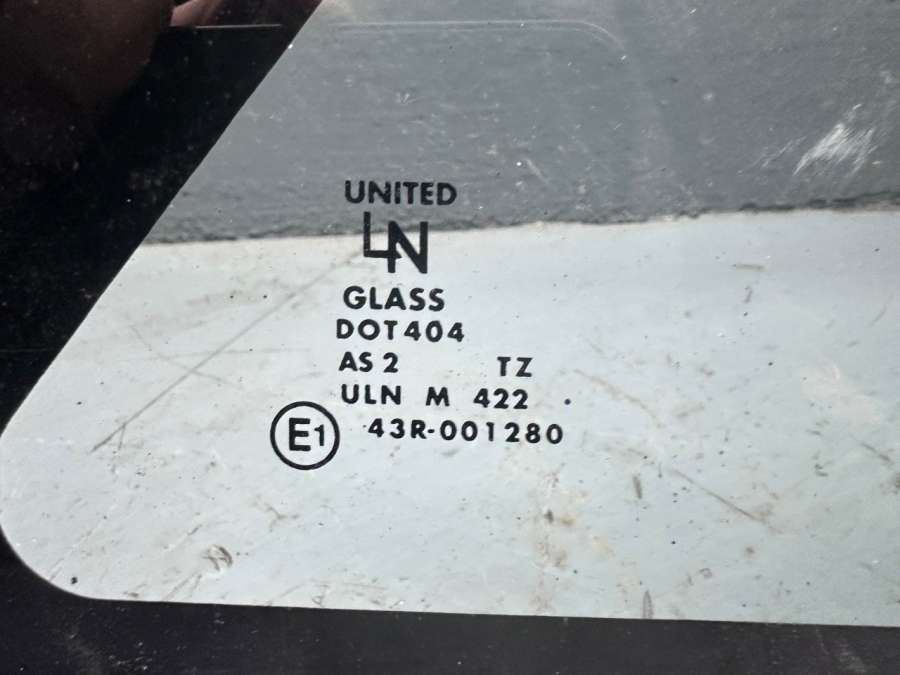 UNITED
LN
GLASS
DOT404
AS 2 TZ
ULN M 422 .
E1 43R-001280